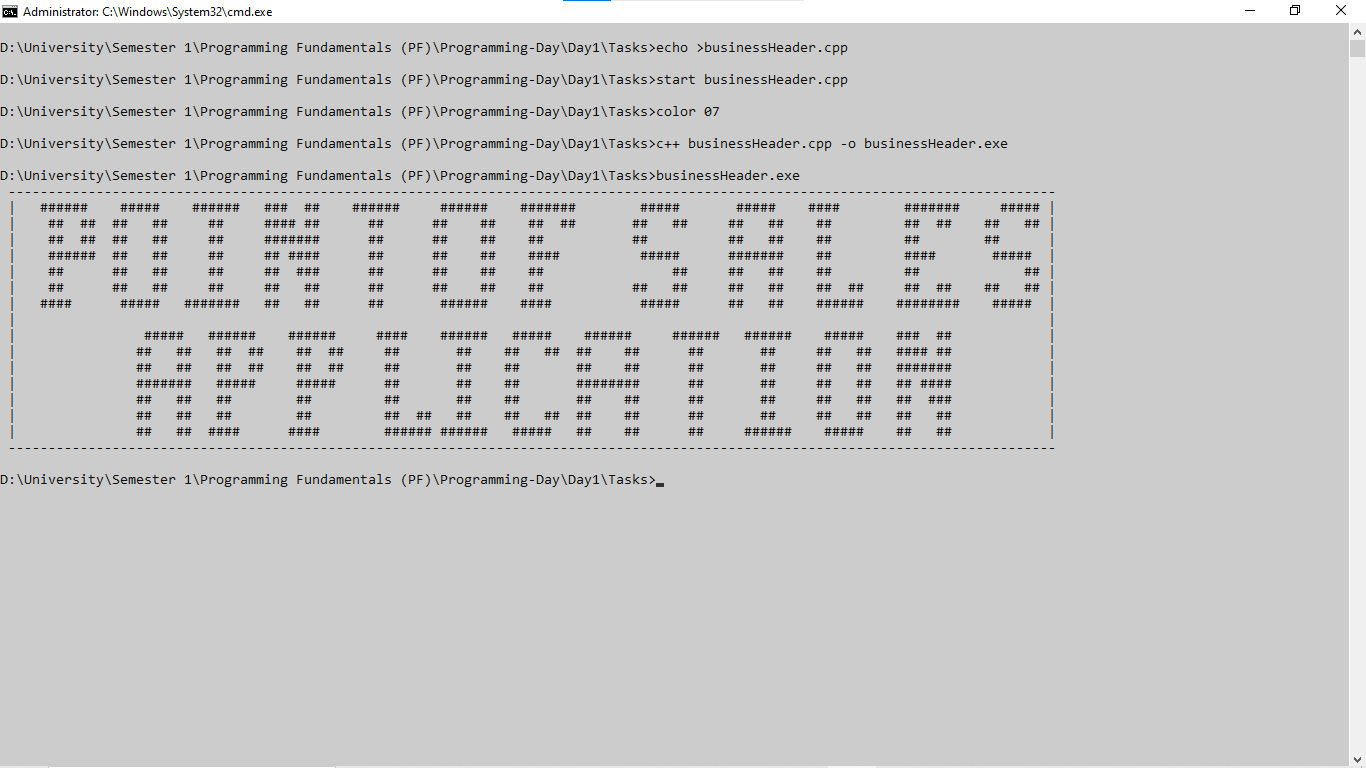 Administrator: C:\Windows\System32\cmd.exe
D:\University\Semester 1\Programming Fundamentals (PF)\Programming-Day\Day1\Tasks>echo >businessHeader.cpp
D:\University\Semester 1\Programming Fundamentals (PF)\Programming-Day\Day1\Tasks>start businessHeader.cpp
D:\University\Semester 1\Programming Fundamentals (PF)\Programming-Day\Day1\Tasks>color 07
D:\University\Semester 1\Programming Fundamentals (PF)\Programming-Day\Day1\Tasks>c++ businessHeader.cpp -o businessHeader.exe
D:\University\Semester 1\Programming Fundamentals (PF)\Programming-Day\Day1\Tasks>businessHeader.exe
POINT OF SALES
APPLICATION
D:\University\Semester 1\Programming Fundamentals (PF)\Programming-Day\Day1\Tasks>